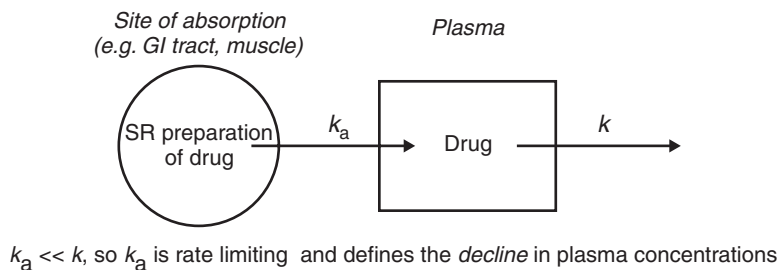 Site of absorption
(e.g. GI tract, muscle)
Plasma
SR preparation
of drug
kₐ
Drug
k
kₐ << k, so kₐ is rate limiting and defines the decline in plasma concentrations